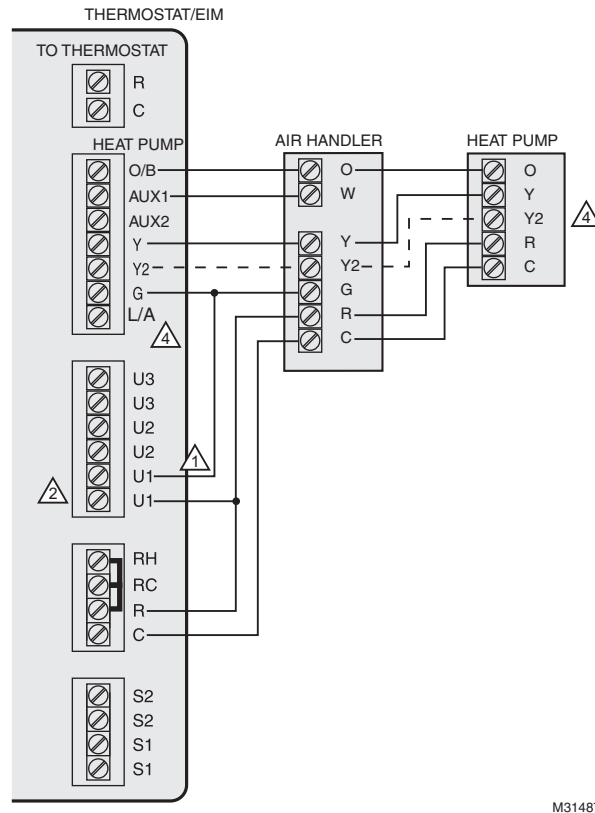 THERMOSTAT/EIM
TO THERMOSTAT
R
C
HEAT PUMP
O/B
AUX1
AUX2
Y
Y2
G
L/A
4
U3
U3
U2
U2
U1
U1
1
2
RH
RC
R
C
S2
S2
S1
S1
AIR HANDLER
O
W
Y
Y2
G
R
C
HEAT PUMP
O
Y
Y2
R
C
4